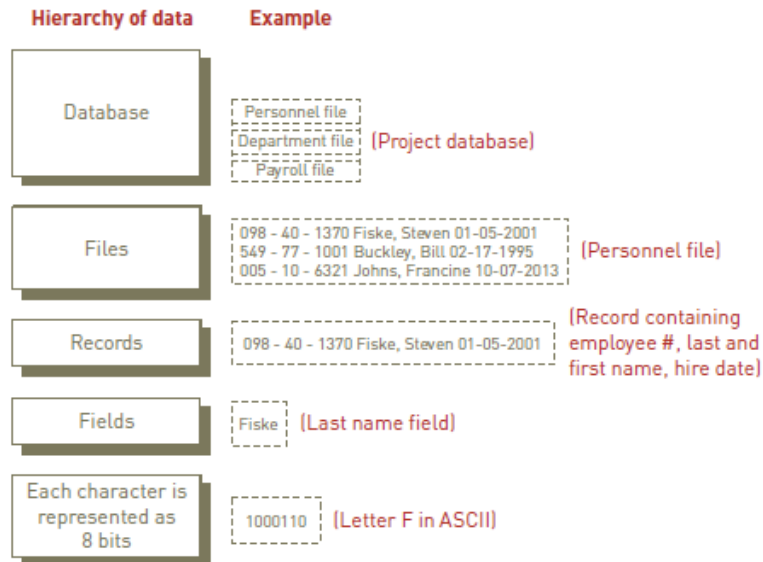 Hierarchy of data
Example
Database
Personnel file
Department file
Payroll file
(Project database)
Files
098 - 40 - 1370 Fiske, Steven 01-05-2001
549 - 77 - 1001 Buckley, Bill 02-17-1995
005 - 10 - 6321 Johns, Francine 10-07-2013
(Personnel file)
Records
098 - 40 - 1370 Fiske, Steven 01-05-2001
(Record containing
employee #, last and
first name, hire date)
Fields
Fiske
(Last name field)
Each character is
represented as
8 bits
1000110
(Letter F in ASCII)